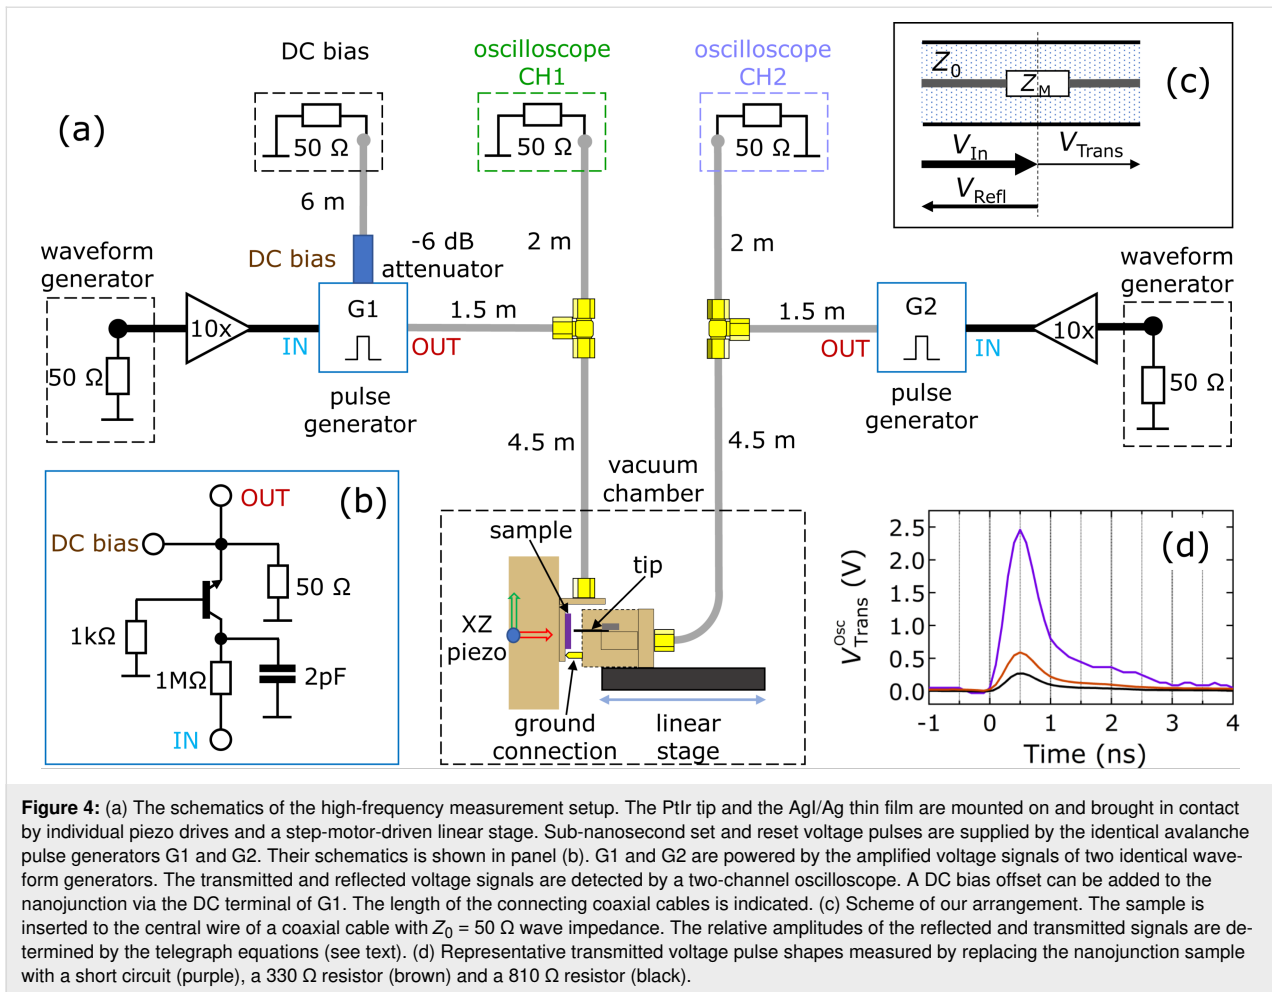 (a)
DC bias
50 Ω
6 m
oscilloscope
CH1
50 Ω
2 m
oscilloscope
CH2
50 Ω
2 m
waveform
generator
50 Ω
10x
IN
DC bias
-6 dB
attenuator
G1
OUT
pulse
generator
1.5 m
4.5 m
1.5 m
4.5 m
G2
OUT
IN
pulse
generator
10x
waveform
generator
50 Ω
(b)
OUT
DC bias
50 Ω
1kΩ
1MΩ
2pF
IN
vacuum
chamber
sample
tip
XZ
piezo
ground
connection
linear
stage
(c)
Z0
ZM
VIn
VTrans
VRefl
(d)
VTransOsc (V)
2.5
2.0
1.5
1.0
0.5
0.0
-1 0 1 2 3 4
Time (ns)
Figure 4: (a) The schematics of the high-frequency measurement setup. The PtIr tip and the AgI/Ag thin film are mounted on and brought in contact
by individual piezo drives and a step-motor-driven linear stage. Sub-nanosecond set and reset voltage pulses are supplied by the identical avalanche
pulse generators G1 and G2. Their schematics is shown in panel (b). G1 and G2 are powered by the amplified voltage signals of two identical wave-
form generators. The transmitted and reflected voltage signals are detected by a two-channel oscilloscope. A DC bias offset can be added to the
nanojunction via the DC terminal of G1. The length of the connecting coaxial cables is indicated. (c) Scheme of our arrangement. The sample is
inserted to the central wire of a coaxial cable with Z0 = 50 Ω wave impedance. The relative amplitudes of the reflected and transmitted signals are de-
termined by the telegraph equations (see text). (d) Representative transmitted voltage pulse shapes measured by replacing the nanojunction sample
with a short circuit (purple), a 330 Ω resistor (brown) and a 810 Ω resistor (black).